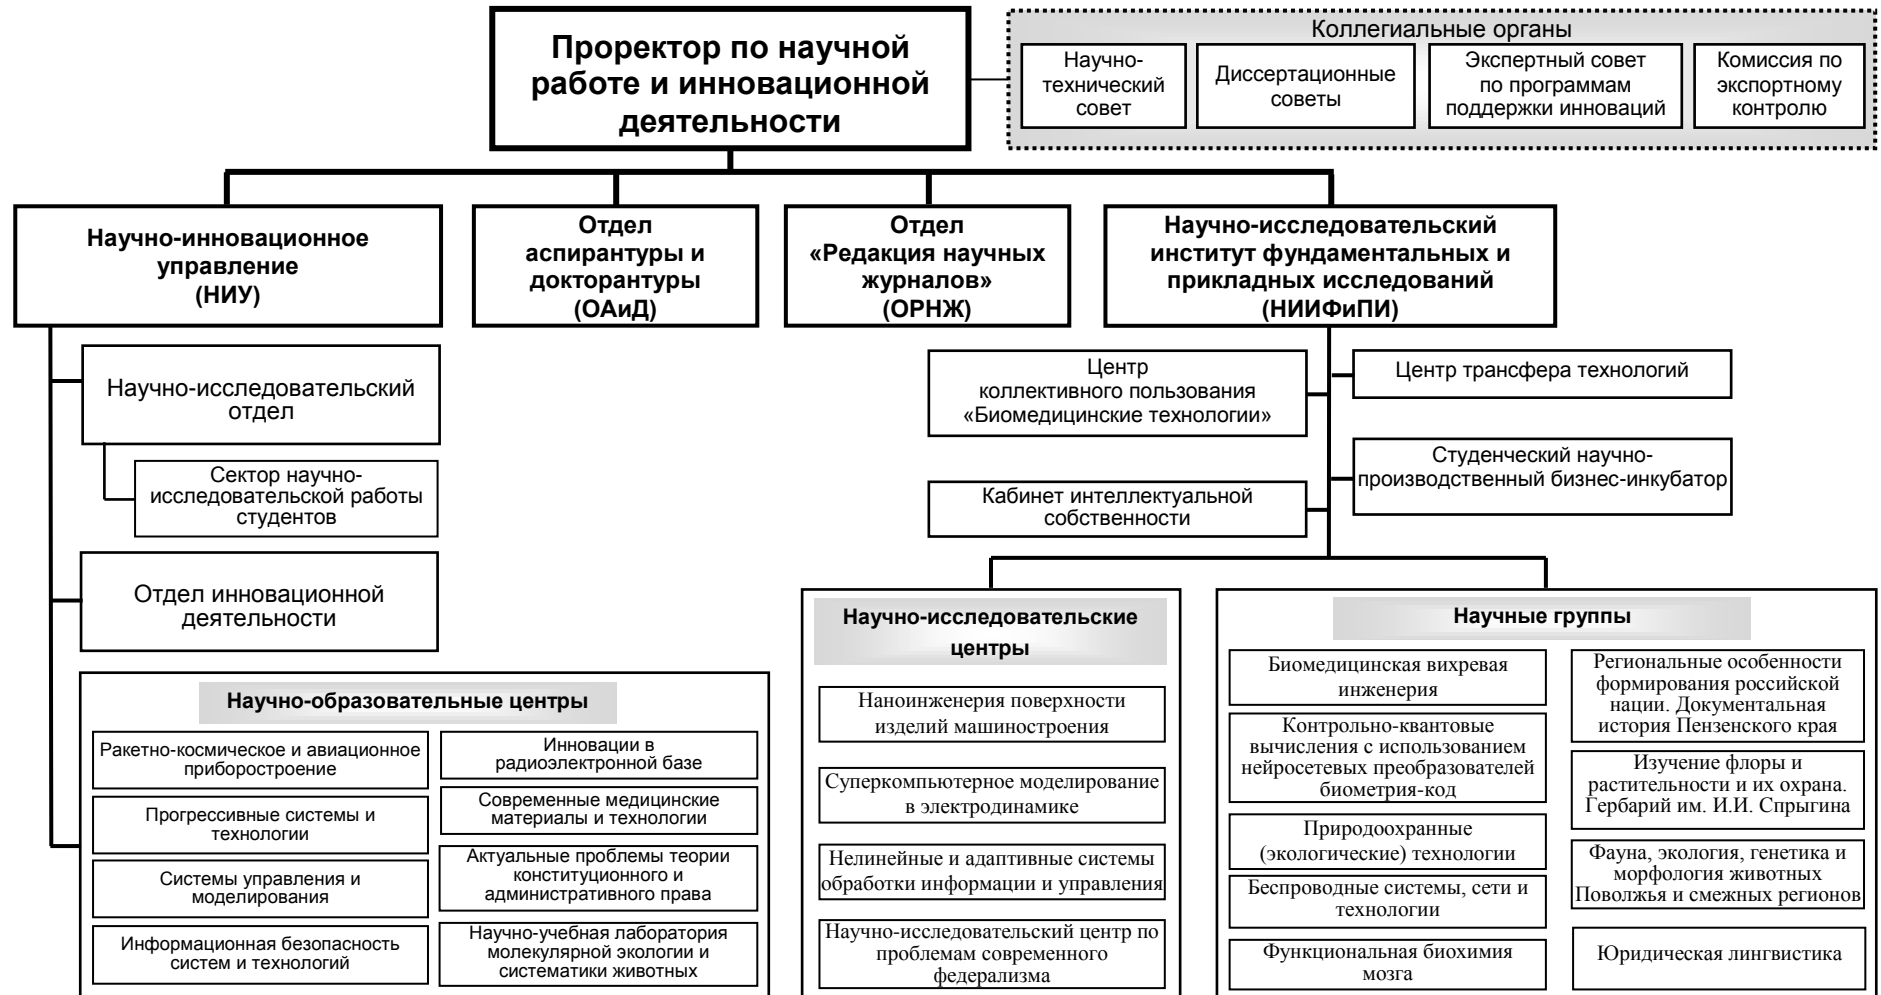 Проректор по научной
работе и инновационной
деятельности
Коллегиальные органы
Научно-
технический
совет
Диссертационные
советы
Экспертный совет
по программам
поддержки инноваций
Комиссия по
экспортному
контролю
Научно-инновационное
управление
(НИУ)
Отдел
аспирантуры и
докторантуры
(ОАиД)
Отдел
«Редакция научных
журналов»
(ОРНЖ)
Научно-исследовательский
институт фундаментальных и
прикладных исследований
(НИИФиПИ)
Научно-исследовательский
отдел
Сектор научно-
исследовательской работы
студентов
Отдел инновационной
деятельности
Центр
коллективного пользования
«Биомедицинские технологии»
Центр трансфера технологий
Студенческий научно-
производственный бизнес-инкубатор
Кабинет интеллектуальной
собственности
Научно-образовательные центры
Ракетно-космическое и авиационное
приборостроение
Прогрессивные системы и
технологии
Системы управления и
моделирования
Информационная безопасность
систем и технологий
Инновации в
радиоэлектронной базе
Современные медицинские
материалы и технологии
Актуальные проблемы теории
конституционного и
административного права
Научно-учебная лаборатория
молекулярной экологии и
систематики животных
Научно-исследовательские
центры
Наноинженерия поверхности
изделий машиностроения
Суперкомпьютерное моделирование
в электродинамике
Нелинейные и адаптивные системы
обработки информации и управления
Научно-исследовательский центр по
проблемам современного
федерализма
Научные группы
Биомедицинская вихревая
инженерия
Контрольно-квантовые
вычисления с использованием
нейросетевых преобразователей
биометрия-код
Природоохранные
(экологические) технологии
Беспроводные системы, сети и
технологии
Функциональная биохимия
мозга
Региональные особенности
формирования российской
нации. Документальная
история Пензенского края
Изучение флоры и
растительности и их охрана.
Гербарий им. И.И. Спрыгина
Фауна, экология, генетика и
морфология животных
Поволжья и смежных регионов
Юридическая лингвистика